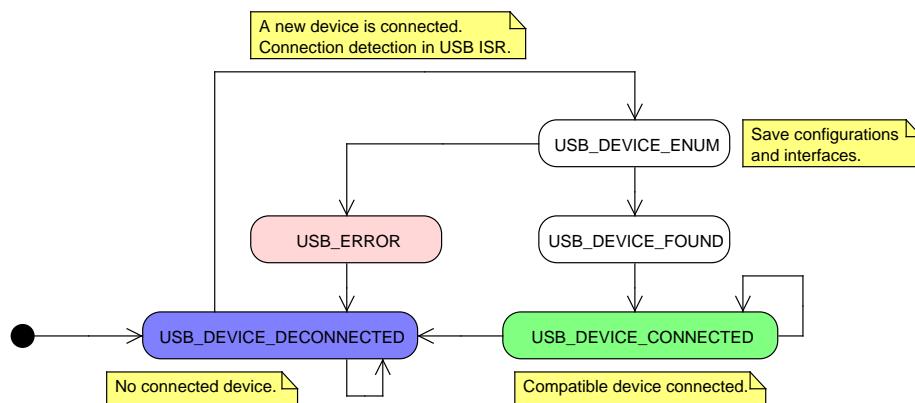 A new device is connected.
Connection detection in USB ISR.
USB_DEVICE_ENUM
Save configurations
and interfaces.
USB_ERROR
USB_DEVICE_FOUND
USB_DEVICE_DECONNECTED
USB_DEVICE_CONNECTED
No connected device.
Compatible device connected.